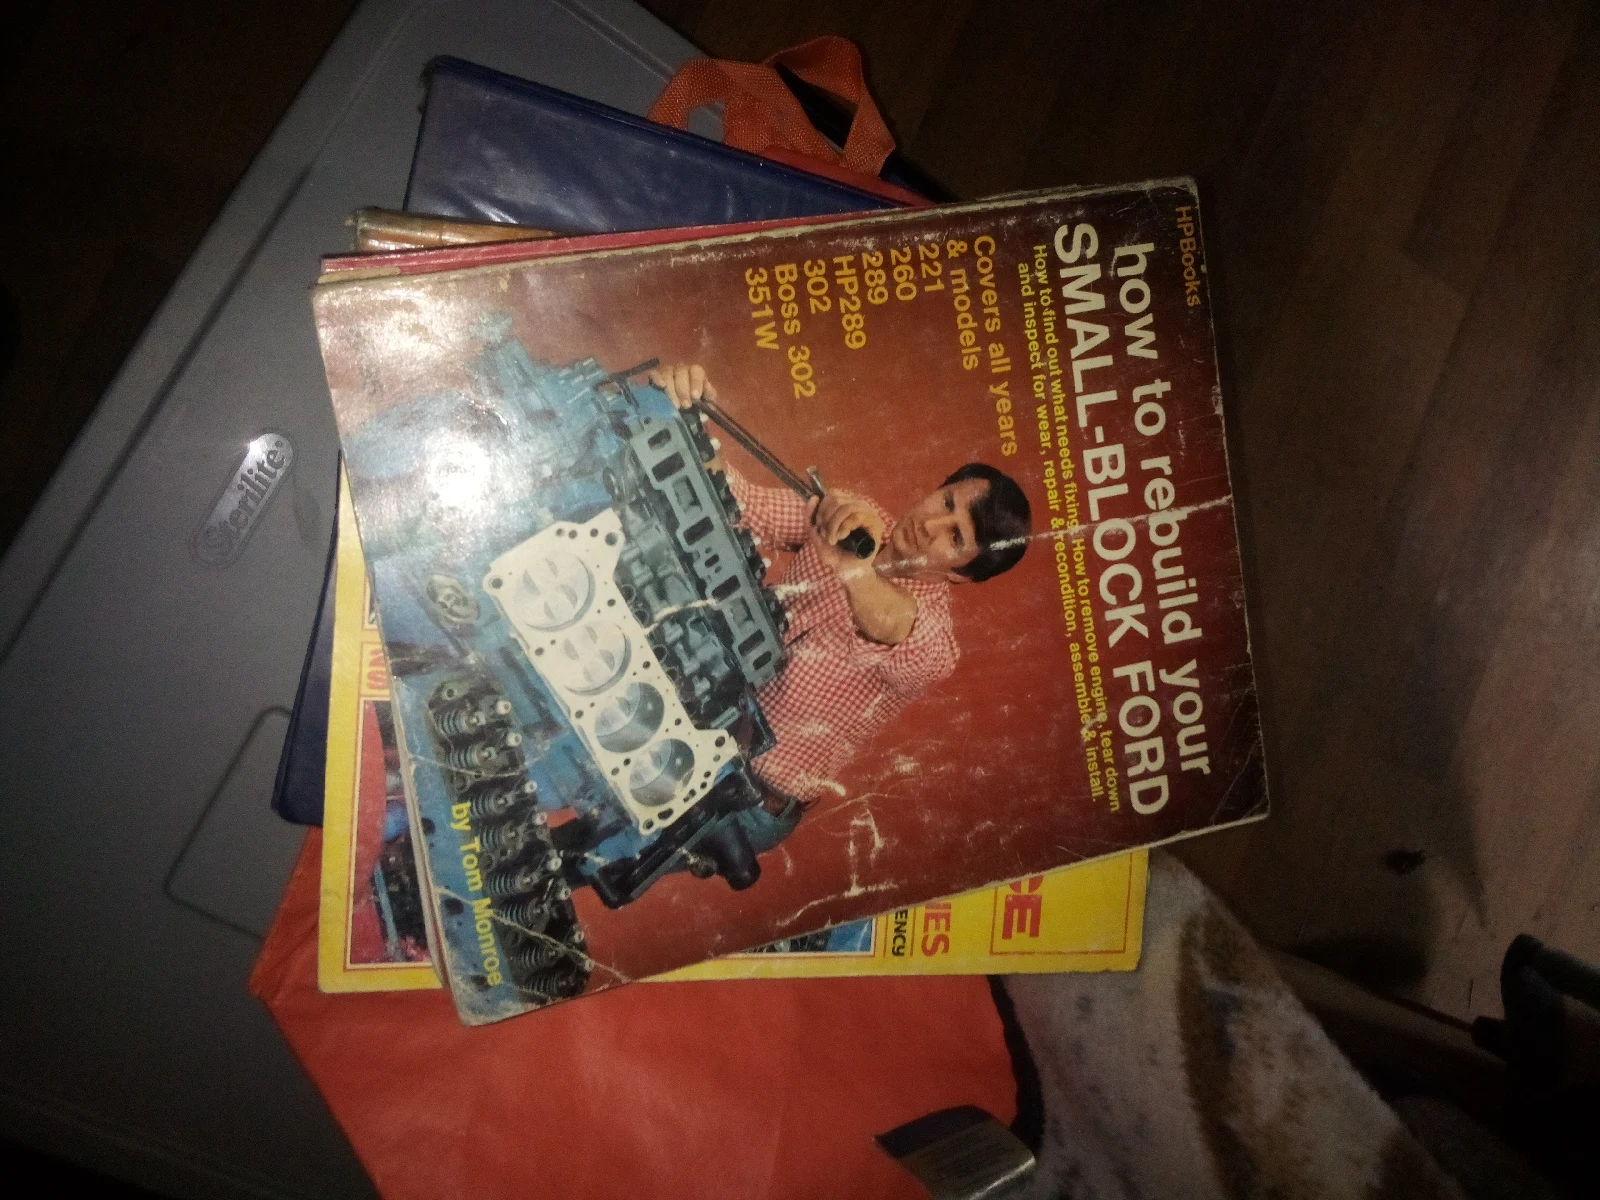 HPBooks.
how to rebuild your
SMALL-BLOCK FORD
How to find out what needs fixing. How to remove engine, tear down
and inspect for wear, repair & recondition, assemble & install.
Covers all years
& models
221
260
289
HP289
302
Boss 302
351W
by Tom Monroe
Sterilite